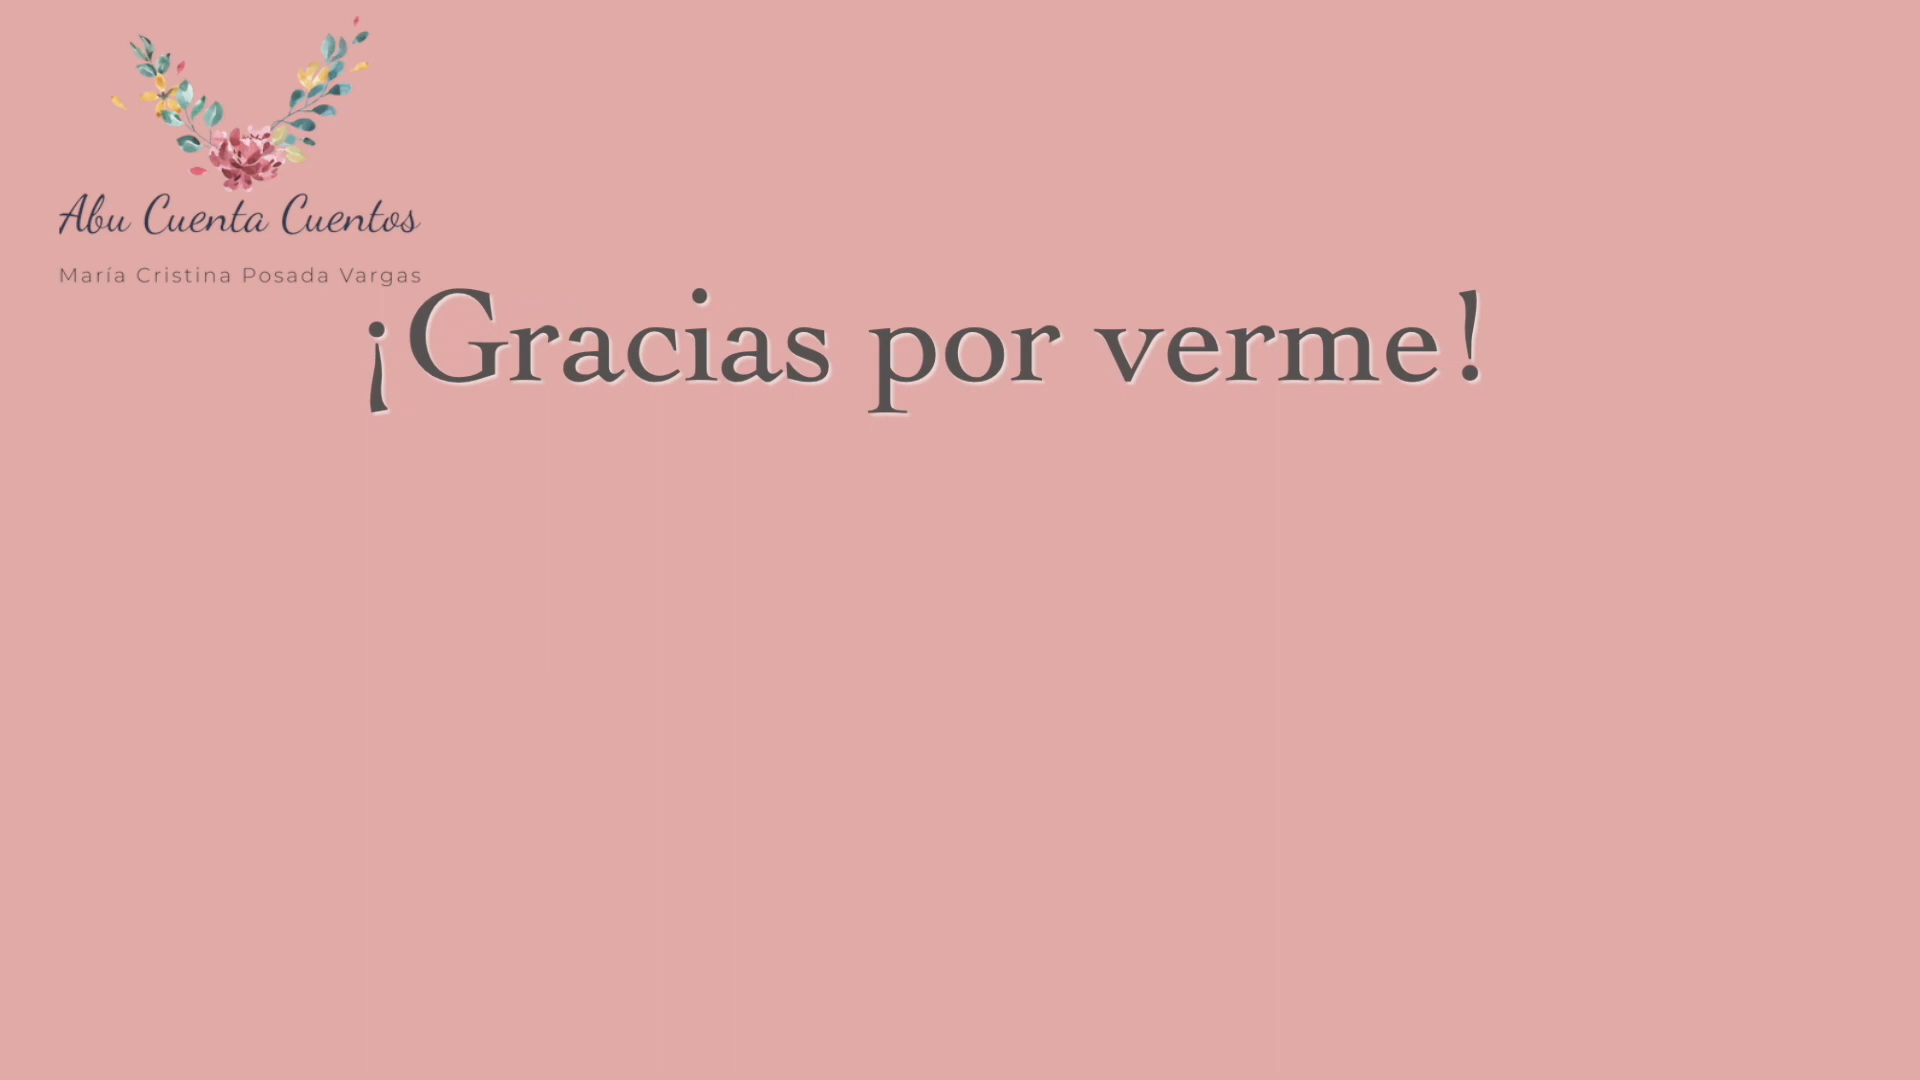 Abu Cuenta Cuentos
María Cristina Posada Vargas
¡Gracias por verme!